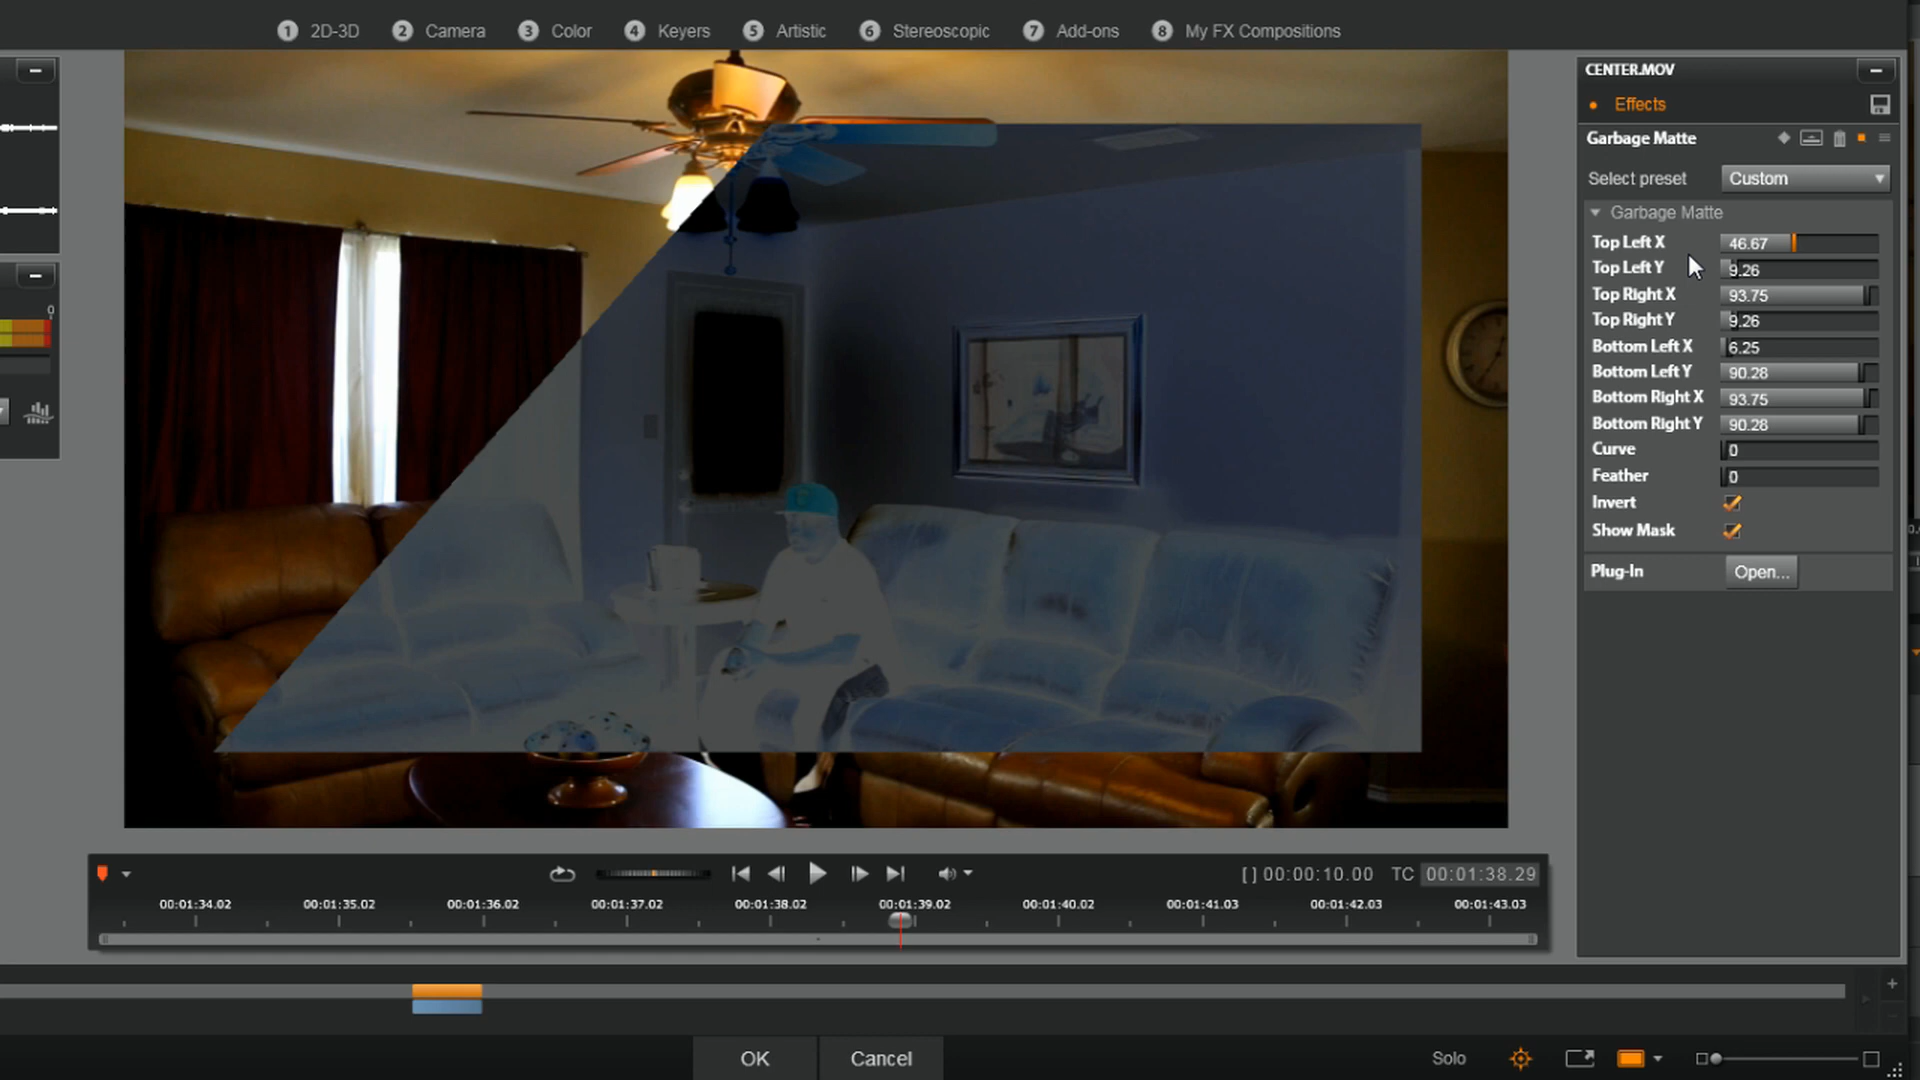 1 2D-3D 2 Camera 3 Color 4 Keyers 5 Artistic 6 Stereoscopic 7 Add-ons 8 My FX Compositions
CENTER.MOV
Effects
Garbage Matte
Select preset Custom
Garbage Matte
Top Left X 46.67
Top Left Y 9.26
Top Right X 93.75
Top Right Y 9.26
Bottom Left X 6.25
Bottom Left Y 90.28
Bottom Right X 93.75
Bottom Right Y 90.28
Curve 0
Feather 0
Invert
Show Mask
Plug-In Open...
0
[ ] 00:00:10.00 TC 00:01:38.29
00:01:34.02 00:01:35.02 00:01:36.02 00:01:37.02 00:01:38.02 00:01:39.02 00:01:40.02 00:01:41.03 00:01:42.03 00:01:43.03
OK Cancel Solo